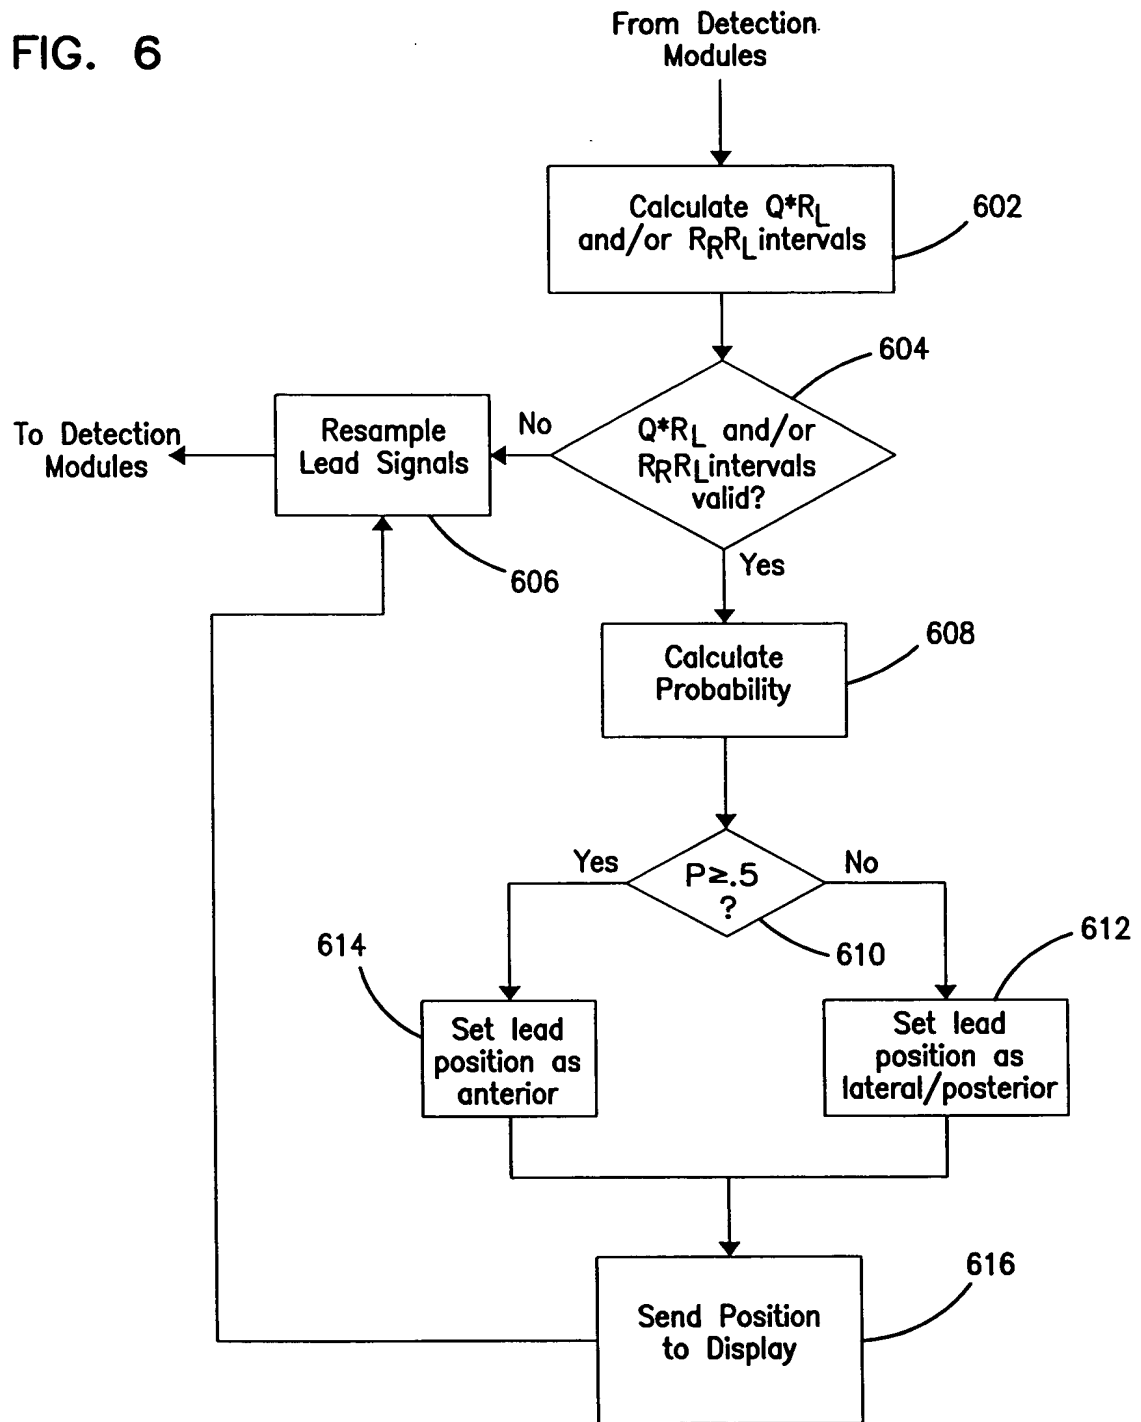 FIG. 6
From Detection
Modules
Calculate Q*RL
and/or RRRL intervals
602
604
Q*RL and/or
RRRL intervals
valid?
No
Resample
Lead Signals
To Detection
Modules
606
Yes
Calculate
Probability
608
P≥.5
?
Yes
No
610
614
612
Set lead
position as
anterior
Set lead
position as
lateral/posterior
Send Position
to Display
616